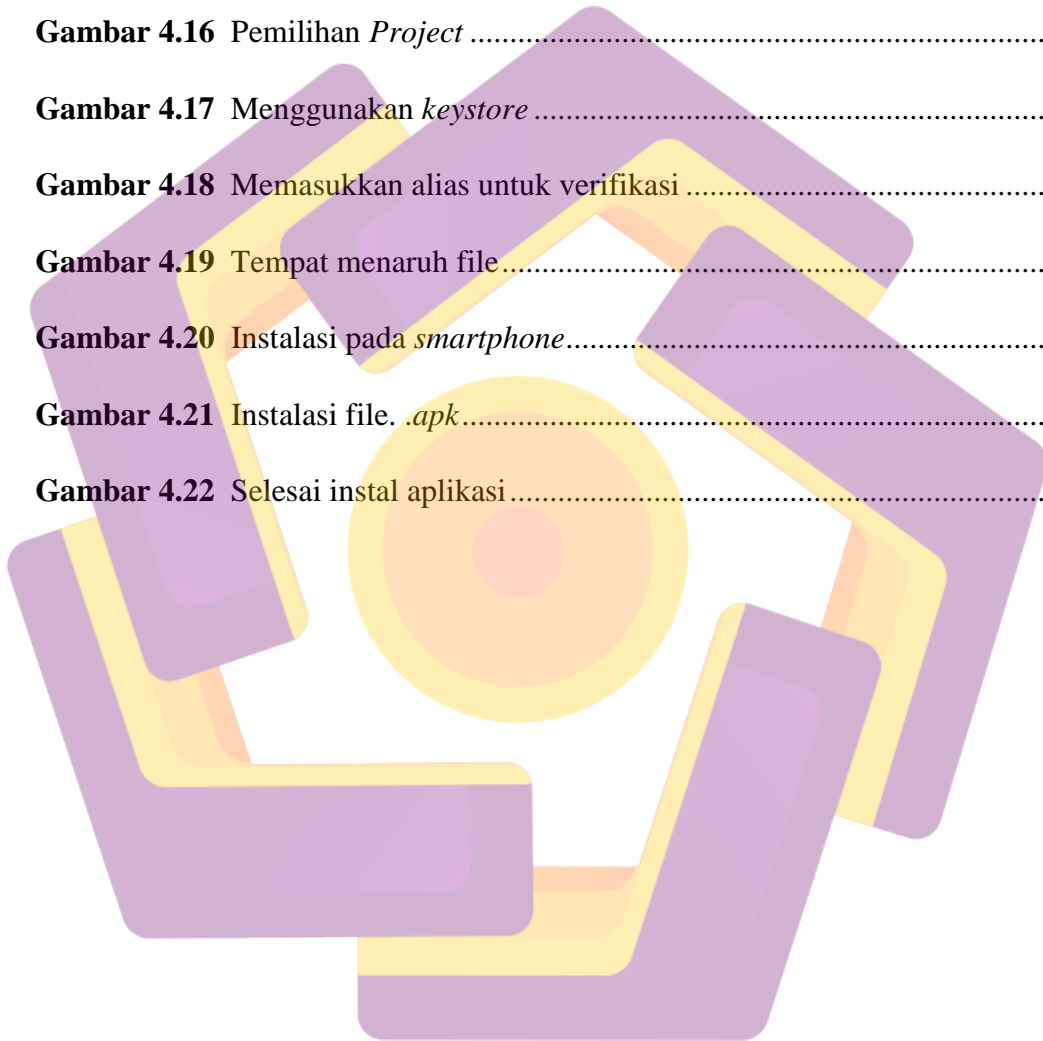 Gambar 4.16 Pemilihan Project ........................................................................
Gambar 4.17 Menggunakan keystore ................................................................
Gambar 4.18 Memasukkan alias untuk verifikasi .............................................
Gambar 4.19 Tempat menaruh file....................................................................
Gambar 4.20 Instalasi pada smartphone............................................................
Gambar 4.21 Instalasi file. .apk.........................................................................
Gambar 4.22 Selesai instal aplikasi ...................................................................